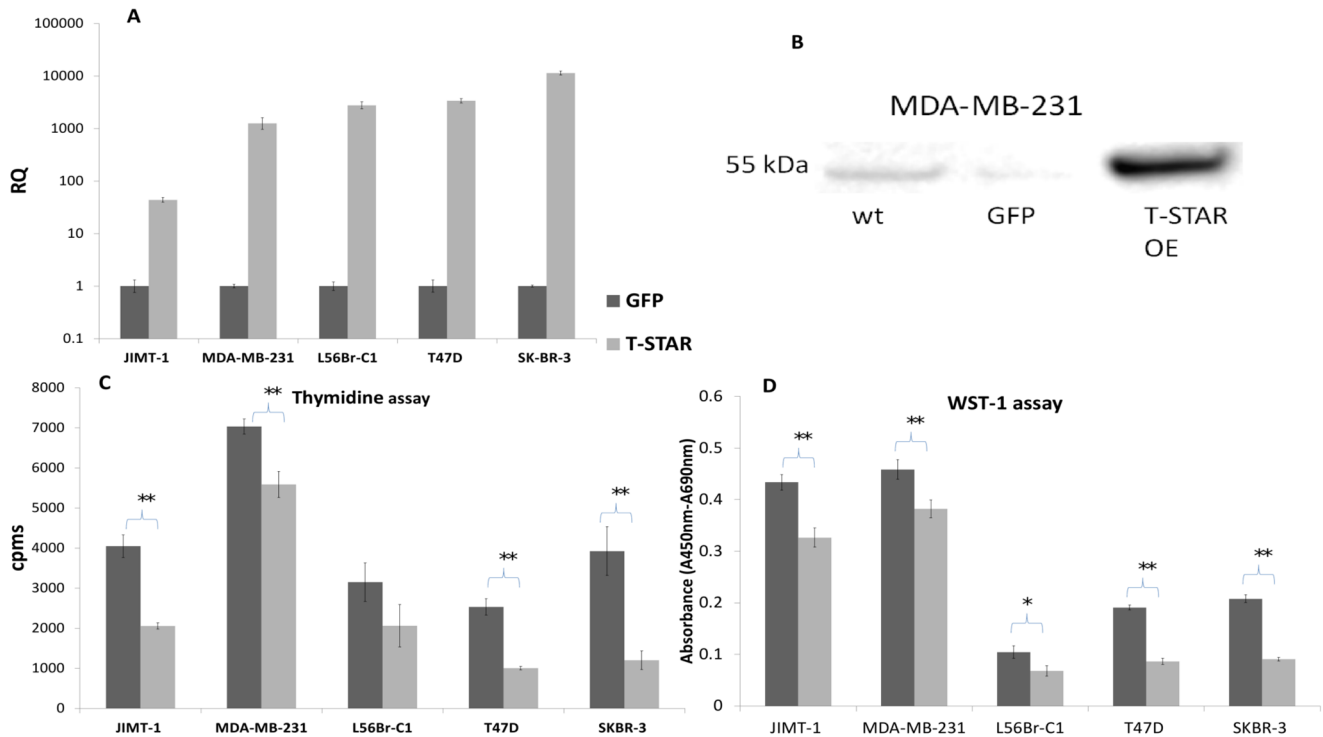 A
100000
10000
1000
100
10
1
0.1
RQ
JIMT-1 MDA-MB-231 L56Br-C1 T47D SK-BR-3
GFP
T-STAR
B
MDA-MB-231
55 kDa
wt GFP T-STAR
OE
C
Thymidine assay
8000
7000
6000
5000
4000
3000
2000
1000
0
cpms
** ** ** **
JIMT-1 MDA-MB-231 L56Br-C1 T47D SKBR-3
D
WST-1 assay
0.6
0.5
0.4
0.3
0.2
0.1
0
Absorbance (A450nm-A690nm)
** ** * ** **
JIMT-1 MDA-MB-231 L56Br-C1 T47D SKBR-3